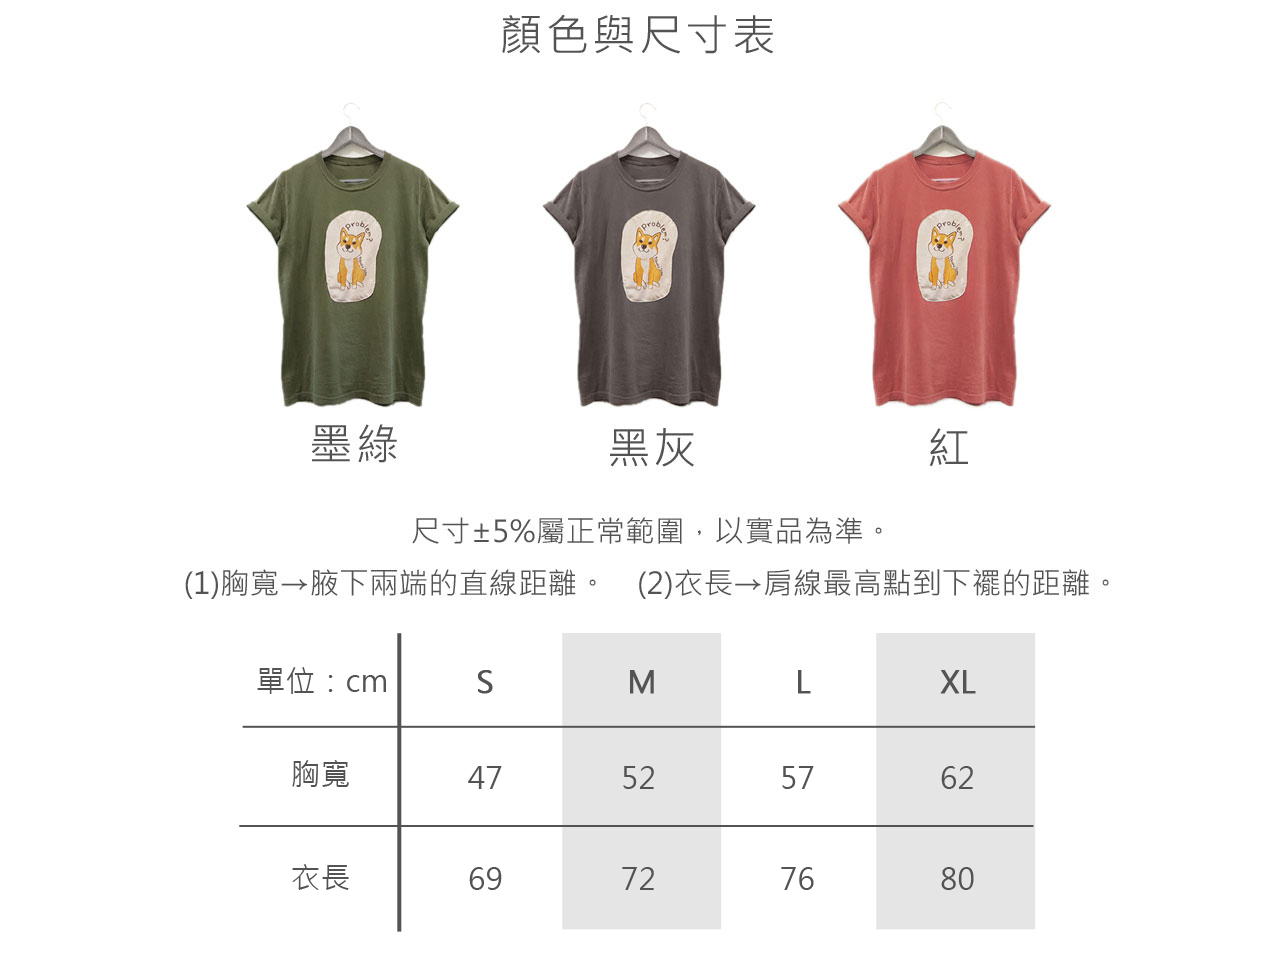 顏色與尺寸表
Problem?
Problem?
Problem?
墨綠 黑灰 紅
尺寸±5%屬正常範圍，以實品為準。
(1)胸寬→腋下兩端的直線距離。 (2)衣長→肩線最高點到下襬的距離。
單位：cm S M L XL
胸寬 47 52 57 62
衣長 69 72 76 80